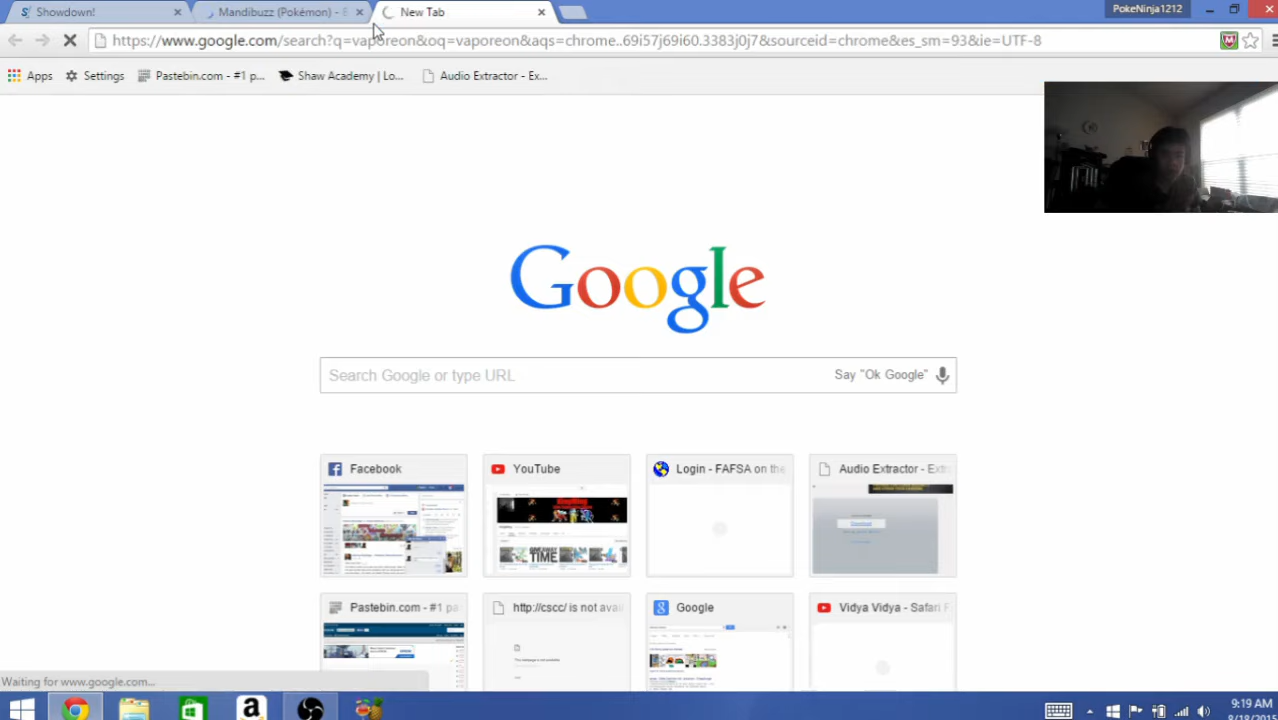 Showdown!
Mandibuzz (Pokémon) -
New Tab
PokeNinja1212
https://www.google.com/search?q=vaporeon&oq=vaporeon&aqs=chrome..69i57j69i60.3383j0j7&sourceid=chrome&es_sm=93&ie=UTF-8
Apps
Settings
Pastebin.com - #1 p...
Shaw Academy | Lo...
Audio Extractor - Ex...
Google
Search Google or type URL
Say "Ok Google"
Facebook
YouTube
Login - FAFSA on the
Audio Extractor - Ext
TIME
Pastebin.com - #1 pa
http://cscc/ is not avai
Google
Vidya Vidya - Safari F
Waiting for www.google.com...
a
9:19 AM